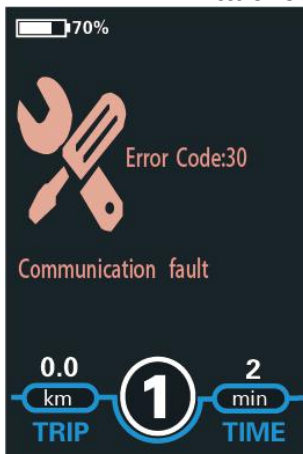 70%
Error Code:30
Communication fault
0.0 1 2
km min
TRIP TIME